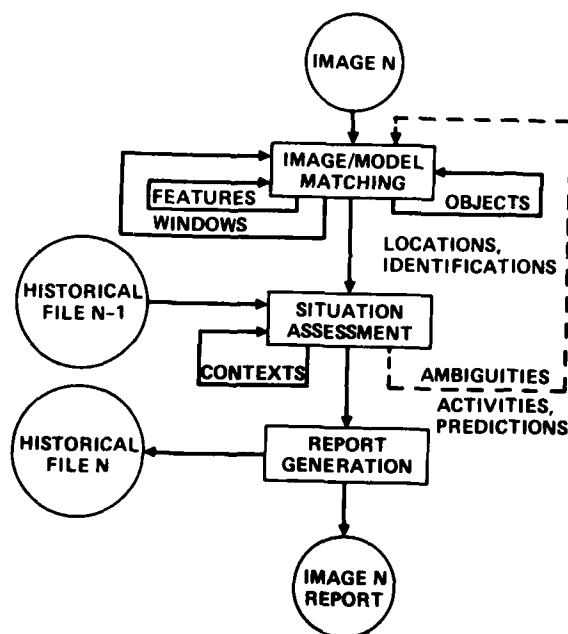 IMAGE N
IMAGE/MODEL
MATCHING
FEATURES
WINDOWS
OBJECTS
LOCATIONS,
IDENTIFICATIONS
HISTORICAL
FILE N-1
SITUATION
ASSESSMENT
CONTEXTS
AMBIGUITIES
ACTIVITIES,
PREDICTIONS
HISTORICAL
FILE N
REPORT
GENERATION
IMAGE N
REPORT